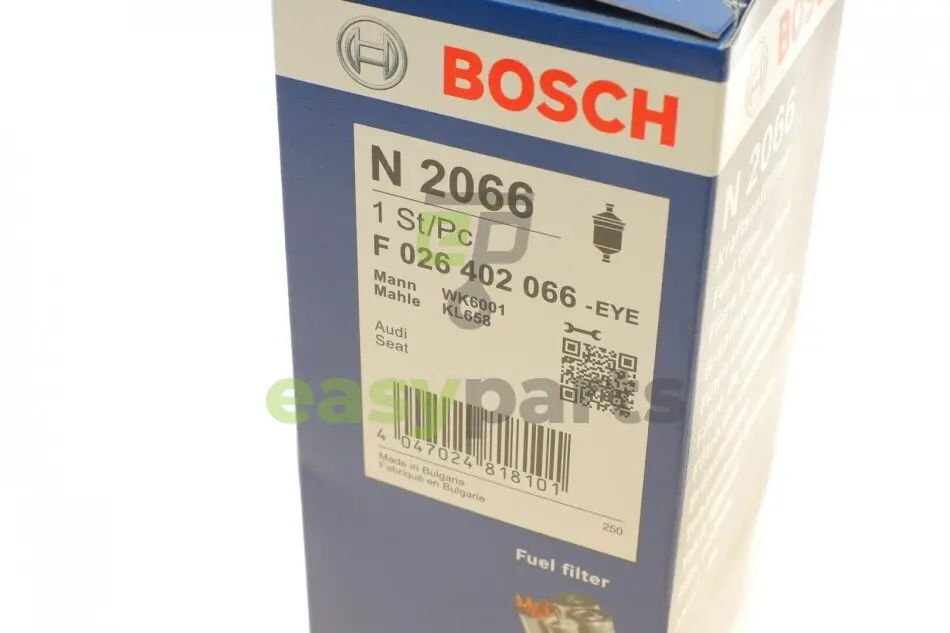 BOSCH
N 2066
1 St/Pc
F 026 402 066 -EYE
Mann WK6001
Mahle KL658
Audi
Seat
easyparts
4 047024 818101
Made in Bulgaria
Fabriqué en Bulgarie
250
Fuel filter
BOSCH
N 2066